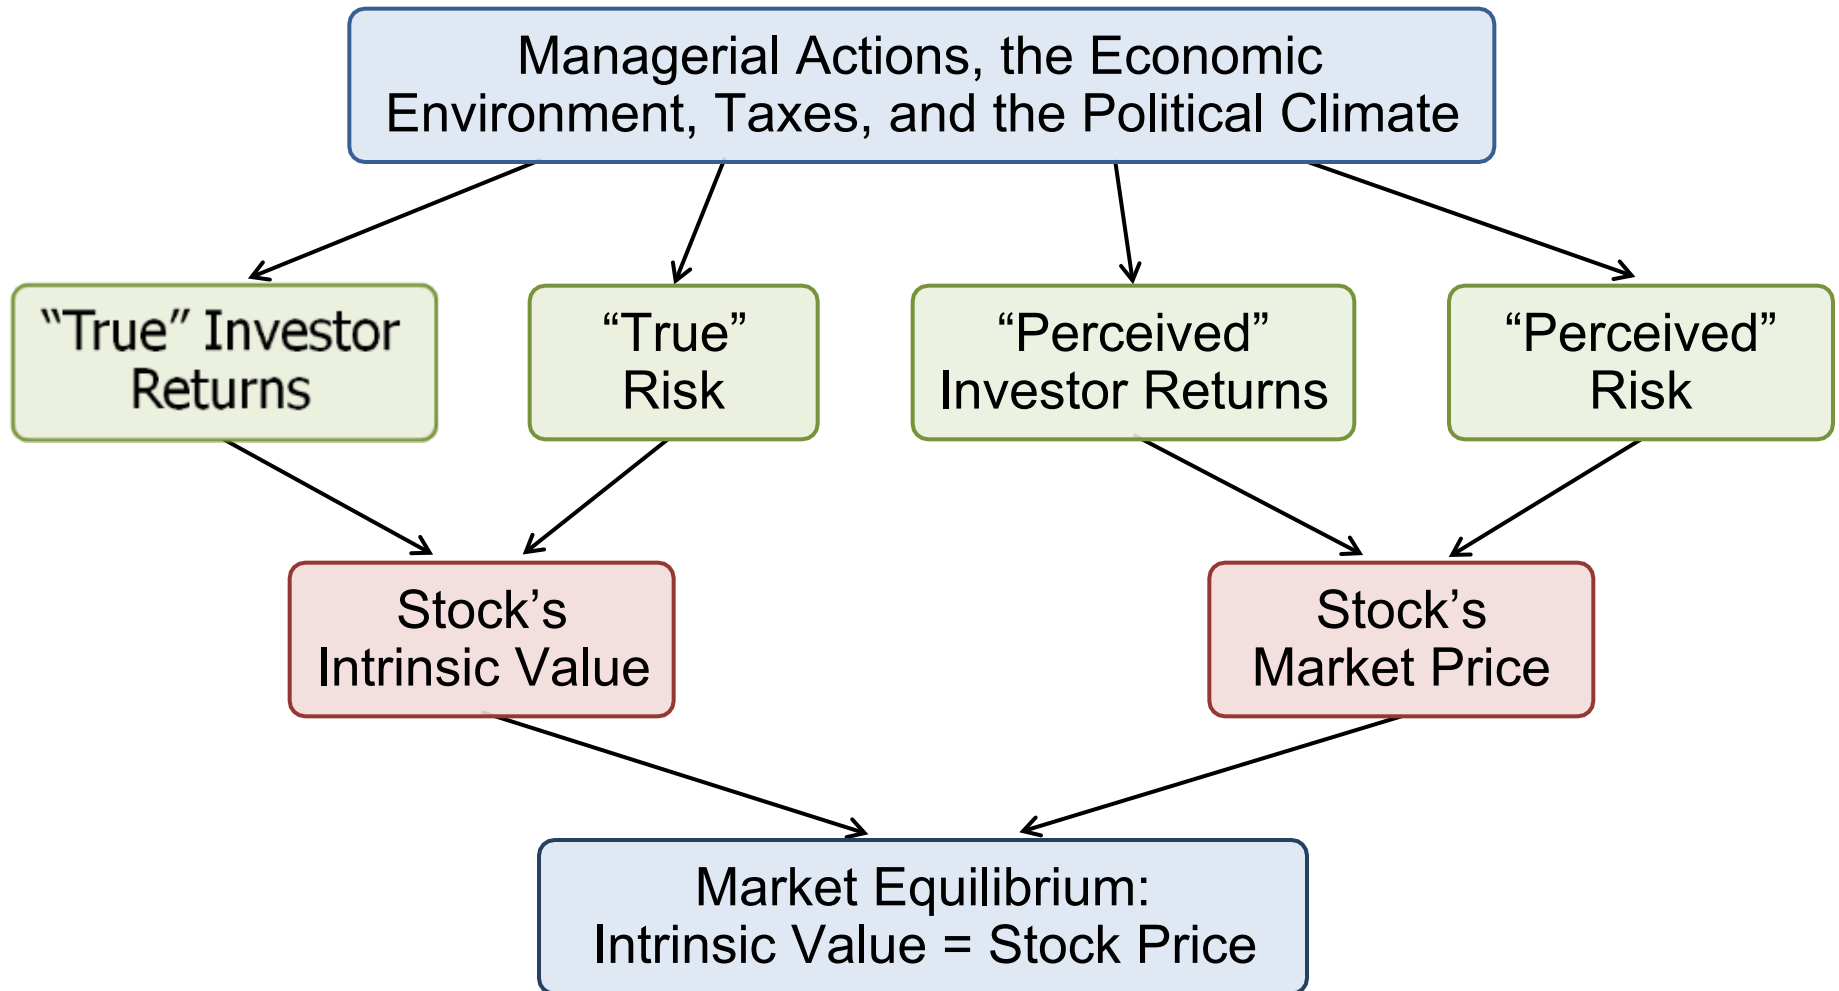 Managerial Actions, the Economic
Environment, Taxes, and the Political Climate
“True” Investor
Returns
“True”
Risk
“Perceived”
Investor Returns
“Perceived”
Risk
Stock’s
Intrinsic Value
Stock’s
Market Price
Market Equilibrium:
Intrinsic Value = Stock Price